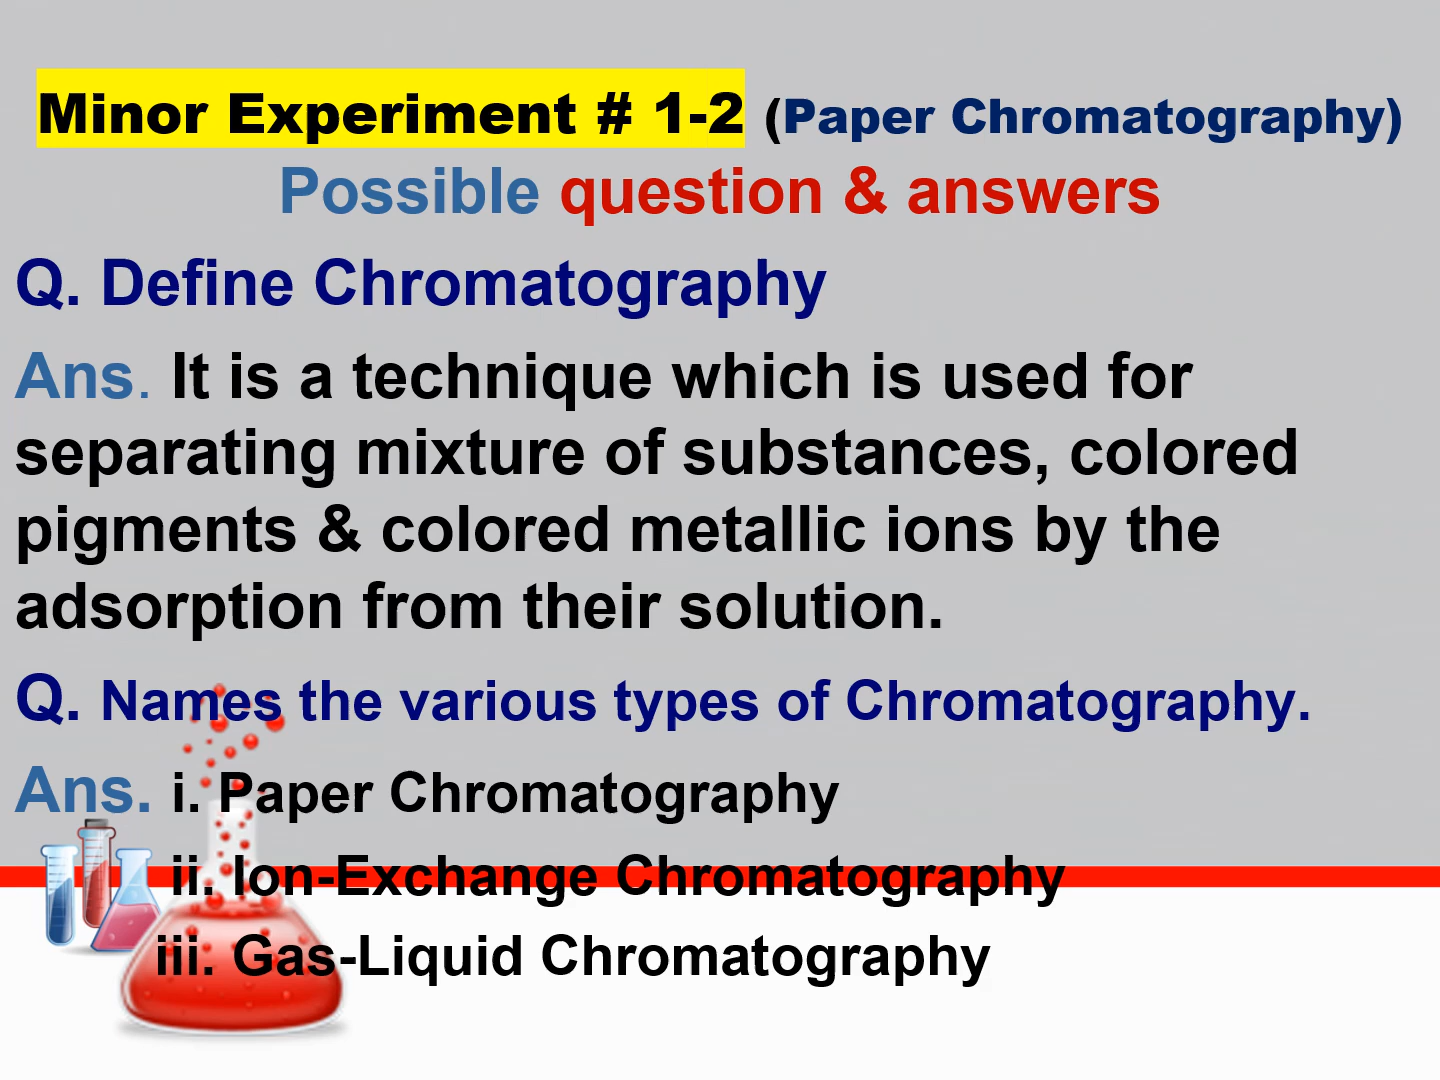 Minor Experiment # 1-2 (Paper Chromatography)
Possible question & answers
Q. Define Chromatography
Ans. It is a technique which is used for
separating mixture of substances, colored
pigments & colored metallic ions by the
adsorption from their solution.
Q. Names the various types of Chromatography.
Ans. i. Paper Chromatography
ii. Ion-Exchange Chromatography
iii. Gas-Liquid Chromatography